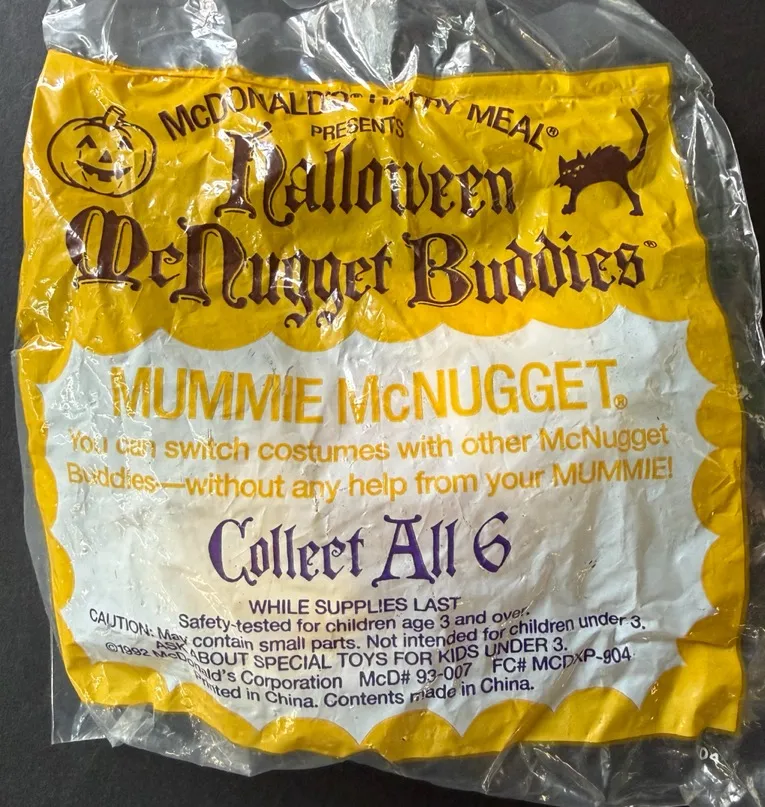 McDONALD'S® HAPPY MEAL®
PRESENTS
Halloween
McNugget Buddies®
MUMMIE McNUGGET®
You can switch costumes with other McNugget
Buddies—without any help from your MUMMIE!
Collect All 6
WHILE SUPPLIES LAST
Safety-tested for children age 3 and over.
CAUTION: May contain small parts. Not intended for children under 3.
ASK ABOUT SPECIAL TOYS FOR KIDS UNDER 3.
©1992 McDonald's Corporation McD# 93-007 FC# MCDXP-904
Printed in China. Contents made in China.
04